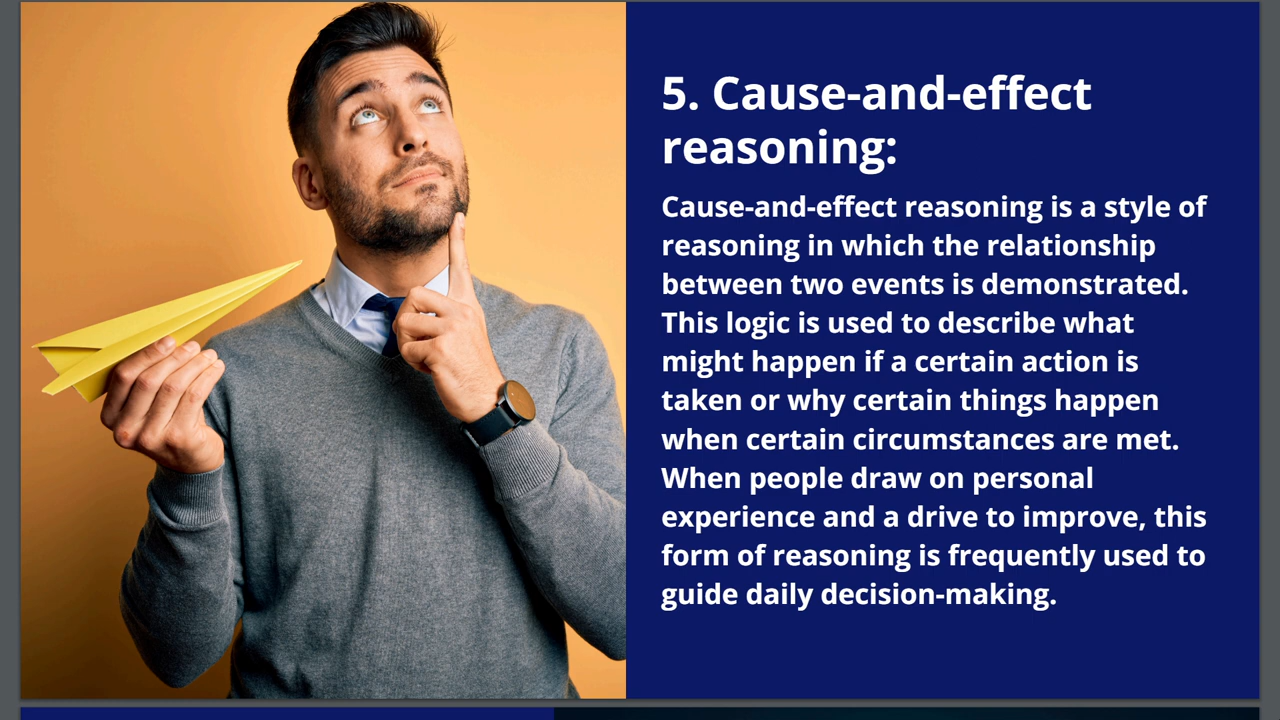 5. Cause-and-effect
reasoning:
Cause-and-effect reasoning is a style of
reasoning in which the relationship
between two events is demonstrated.
This logic is used to describe what
might happen if a certain action is
taken or why certain things happen
when certain circumstances are met.
When people draw on personal
experience and a drive to improve, this
form of reasoning is frequently used to
guide daily decision-making.